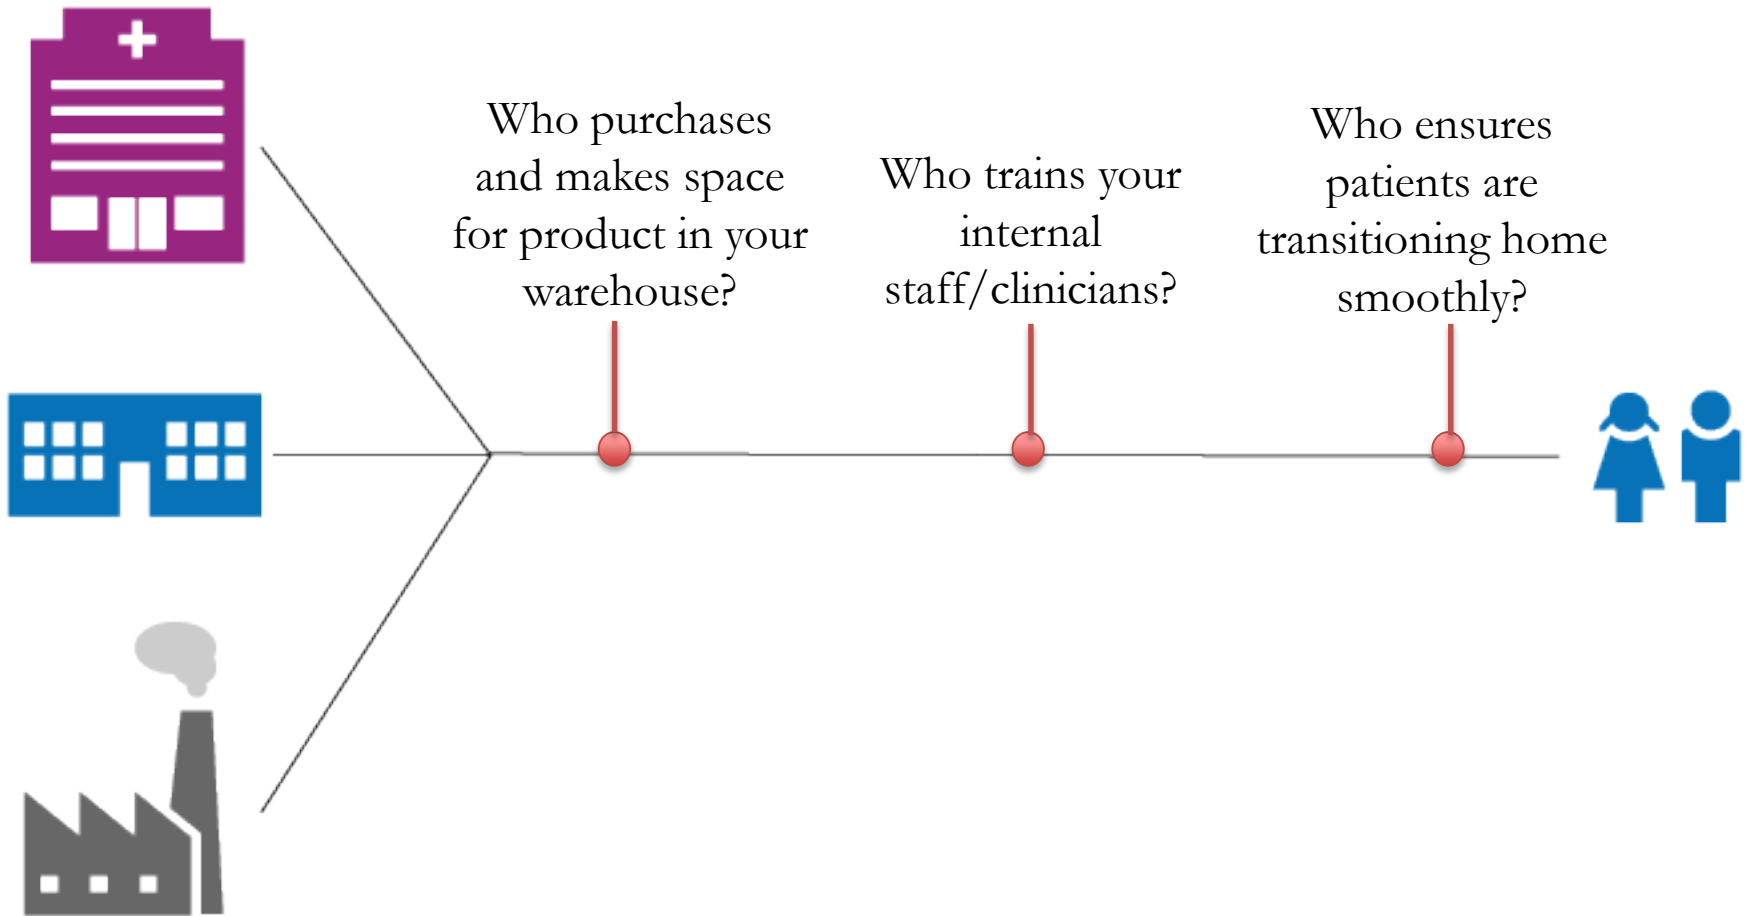 Who purchases
and makes space
for product in your
warehouse?
Who trains your
internal
staff/clinicians?
Who ensures
patients are
transitioning home
smoothly?